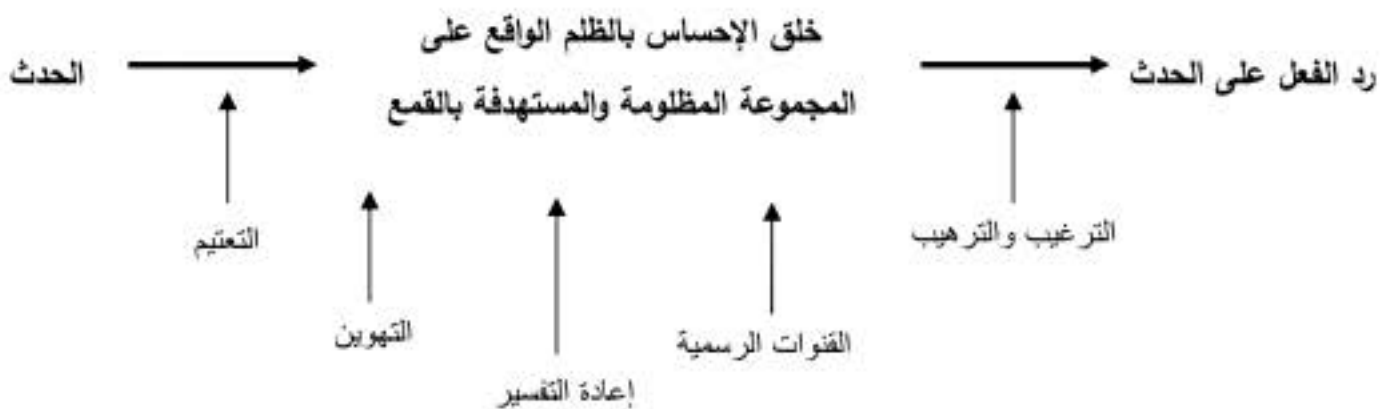 خلق الإحساس بالظلم الواقع على
المجموعة المظلومة والمستهدفة بالقمع
الحدث
رد الفعل على الحدث
التعتيم
التهوين
إعادة التفسير
القنوات الرسمية
الترغيب والترهيب